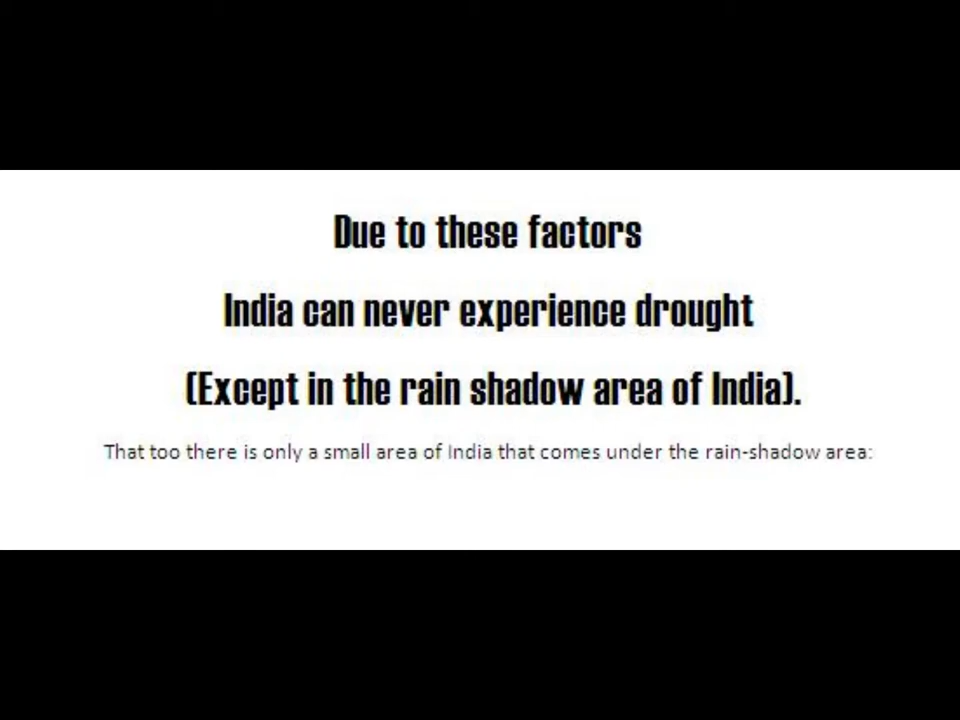 Due to these factors
India can never experience drought
(Except in the rain shadow area of India).
That too there is only a small area of India that comes under the rain-shadow area: